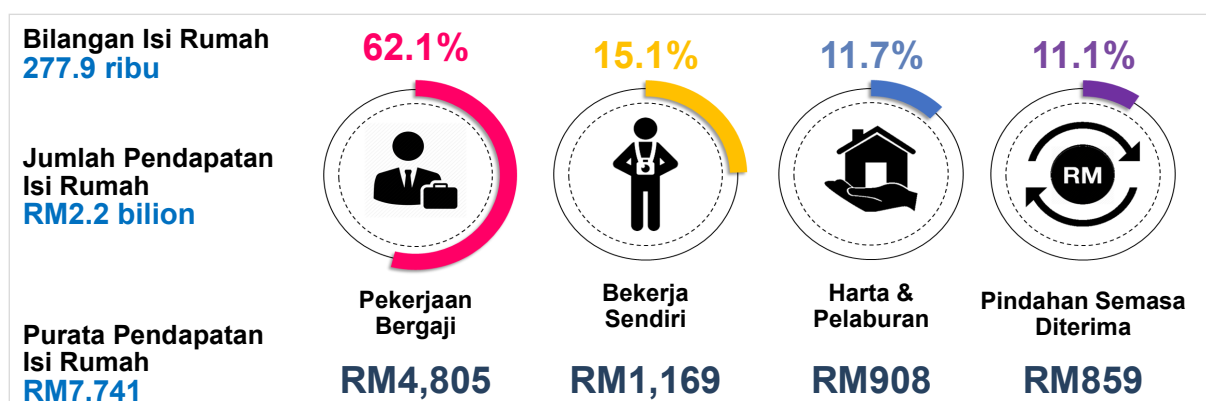 Bilangan Isi Rumah
277.9 ribu
Jumlah Pendapatan
Isi Rumah
RM2.2 bilion
Purata Pendapatan
Isi Rumah
RM7,741
62.1%
Pekerjaan
Bergaji
RM4,805
15.1%
Bekerja
Sendiri
RM1,169
11.7%
Harta &
Pelaburan
RM908
11.1%
RM
Pindahan Semasa
Diterima
RM859